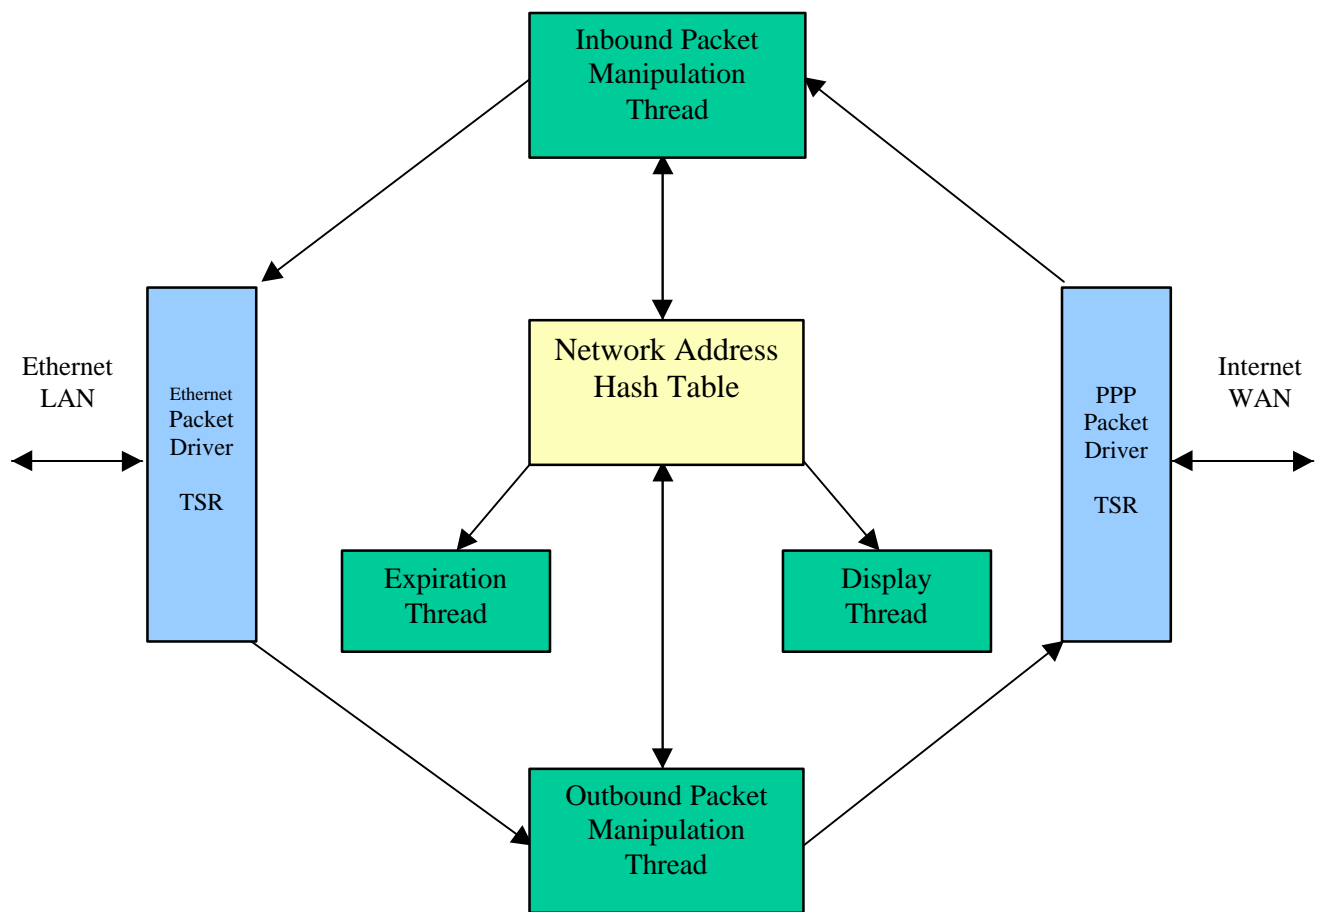 Inbound Packet
Manipulation
Thread
Network Address
Hash Table
Ethernet
LAN
Ethernet
Packet
Driver
TSR
PPP
Packet
Driver
TSR
Internet
WAN
Expiration
Thread
Display
Thread
Outbound Packet
Manipulation
Thread